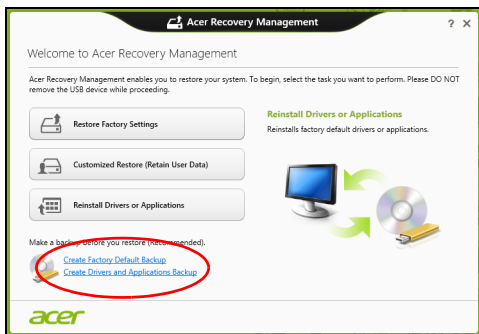 Acer Recovery Management
? ×
Welcome to Acer Recovery Management
Acer Recovery Management enables you to restore your system. To begin, select the task you want to perform. Please DO NOT
remove the USB device while proceeding.
Restore Factory Settings
Customized Restore (Retain User Data)
Reinstall Drivers or Applications
Reinstall Drivers or Applications
Reinstalls factory default drivers or applications.
Make a backup before you restore (Recommended).
Create Factory Default Backup
Create Drivers and Applications Backup
acer